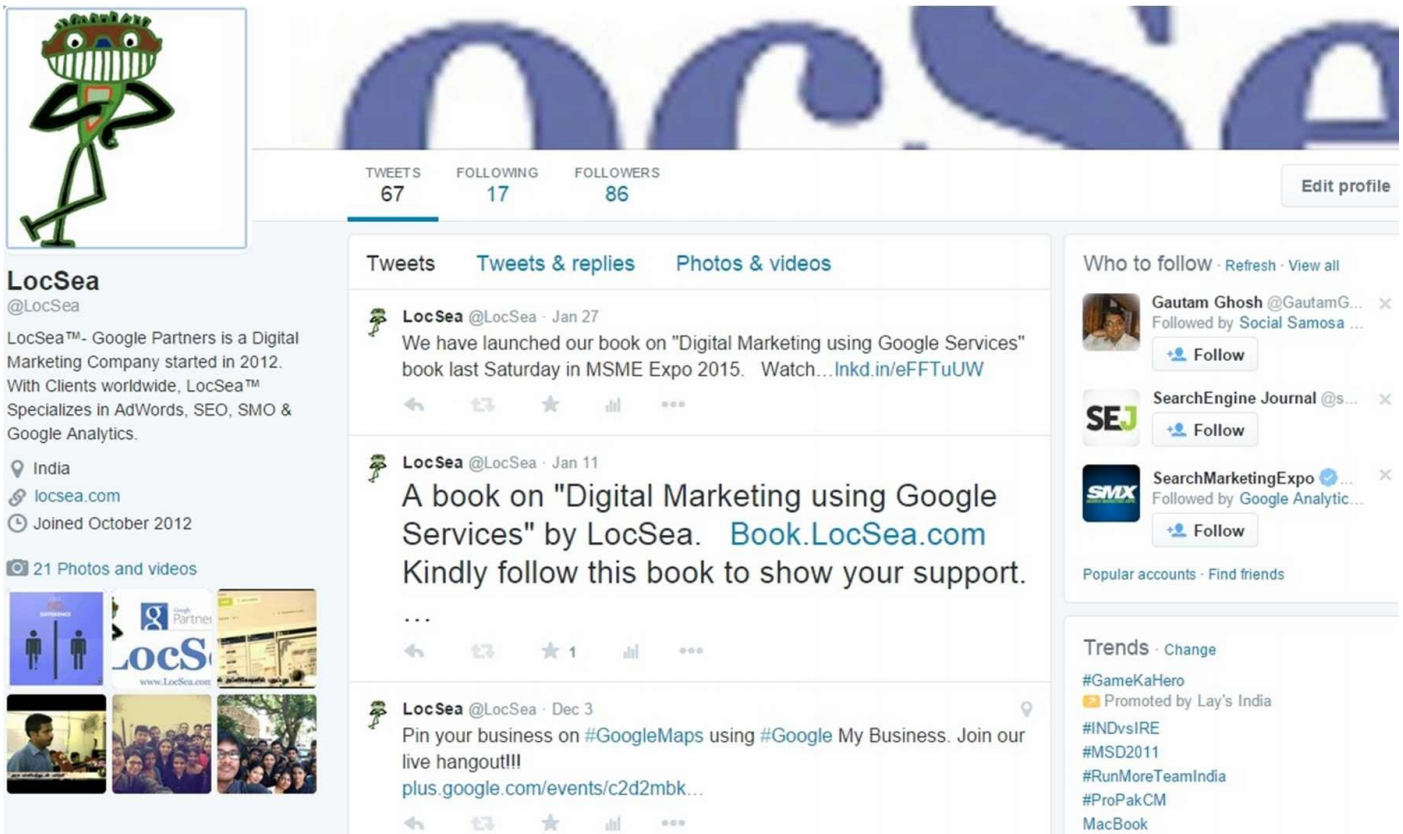 ocSe
TWEETS
67
FOLLOWING
17
FOLLOWERS
86
Edit profile
LocSea
@LocSea
LocSea™- Google Partners is a Digital
Marketing Company started in 2012.
With Clients worldwide, LocSea™
Specializes in AdWords, SEO, SMO &
Google Analytics.
India
locsea.com
Joined October 2012
21 Photos and videos
DIFFERENCE
Google
Partner
LocS
www.LocSea.com
Tweets
Tweets & replies
Photos & videos
LocSea @LocSea · Jan 27
We have launched our book on "Digital Marketing using Google Services"
book last Saturday in MSME Expo 2015. Watch…lnkd.in/eFFTuUW
LocSea @LocSea · Jan 11
A book on "Digital Marketing using Google
Services" by LocSea. Book.LocSea.com
Kindly follow this book to show your support.
...
1
LocSea @LocSea · Dec 3
Pin your business on #GoogleMaps using #Google My Business. Join our
live hangout!!!
plus.google.com/events/c2d2mbk…
Who to follow · Refresh · View all
Gautam Ghosh @GautamG...
Followed by Social Samosa ...
Follow
SEJ
SearchEngine Journal @s...
Follow
SMX
SearchMarketingExpo ...
Followed by Google Analytic...
Follow
Popular accounts · Find friends
Trends · Change
#GameKaHero
Promoted by Lay's India
#INDvsIRE
#MSD2011
#RunMoreTeamIndia
#ProPakCM
MacBook